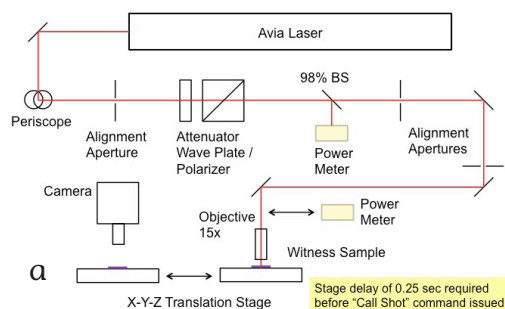 Avia Laser
98% BS
Periscope
Alignment
Aperture
Attenuator
Wave Plate /
Polarizer
Power
Meter
Alignment
Apertures
Camera
Objective
15x
Power
Meter
Witness Sample
a
X-Y-Z Translation Stage
Stage delay of 0.25 sec required
before “Call Shot” command issued